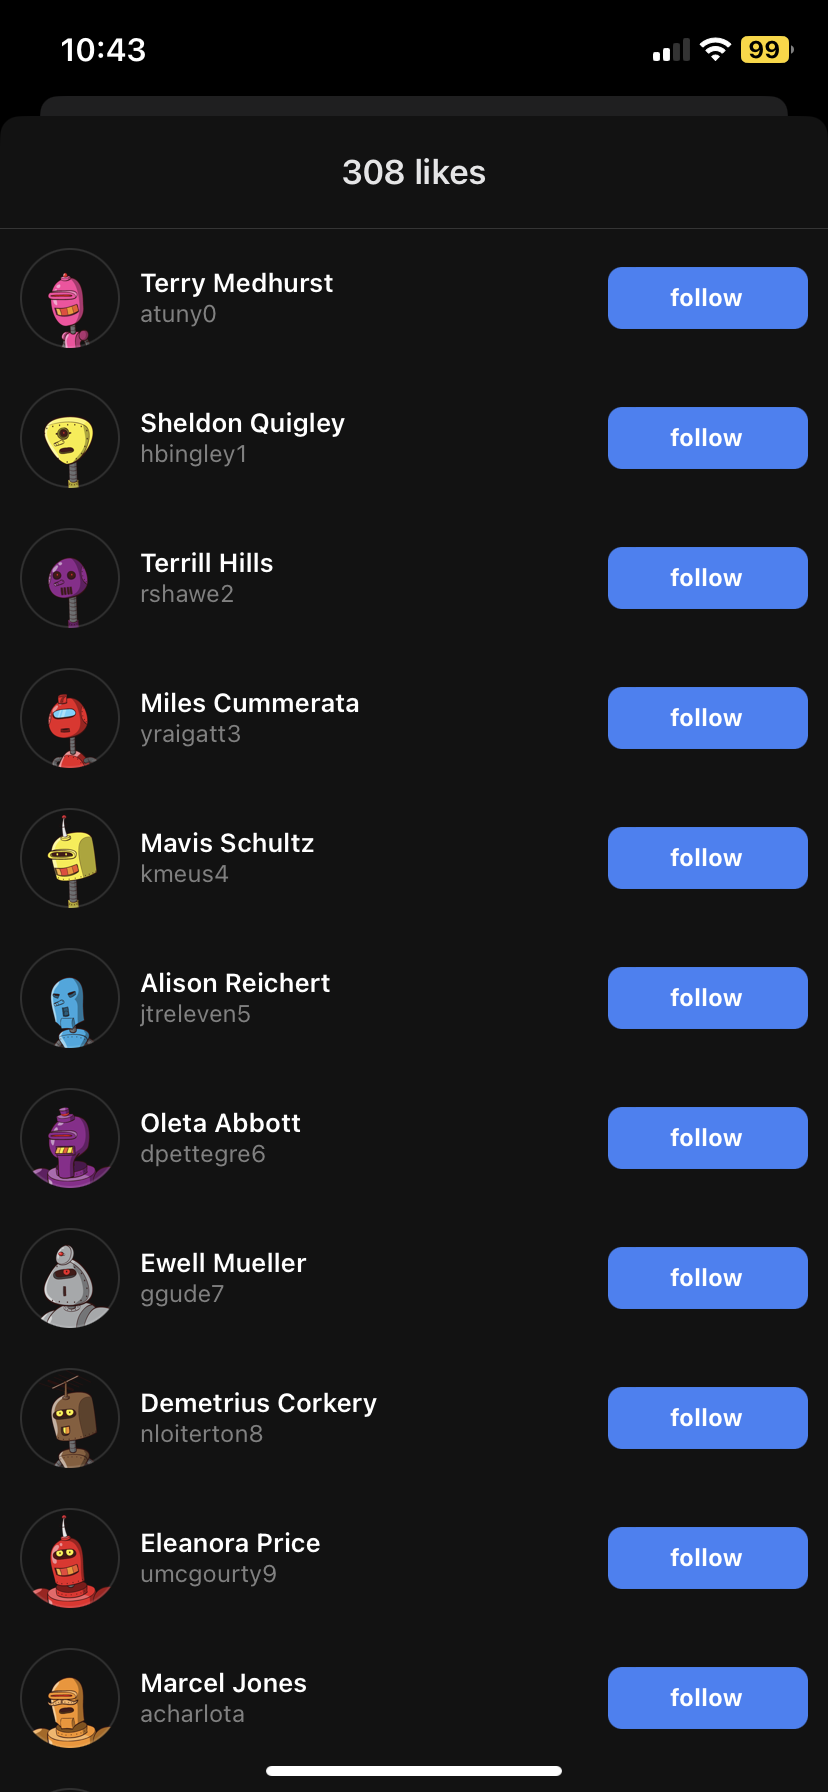 10:43
99
308 likes
Terry Medhurst
atuny0
follow
Sheldon Quigley
hbingley1
follow
Terrill Hills
rshawe2
follow
Miles Cummerata
yraigatt3
follow
Mavis Schultz
kmeus4
follow
Alison Reichert
jtreleven5
follow
Oleta Abbott
dpettegre6
follow
Ewell Mueller
ggude7
follow
Demetrius Corkery
nloiterton8
follow
Eleanora Price
umcgourty9
follow
Marcel Jones
acharlota
follow